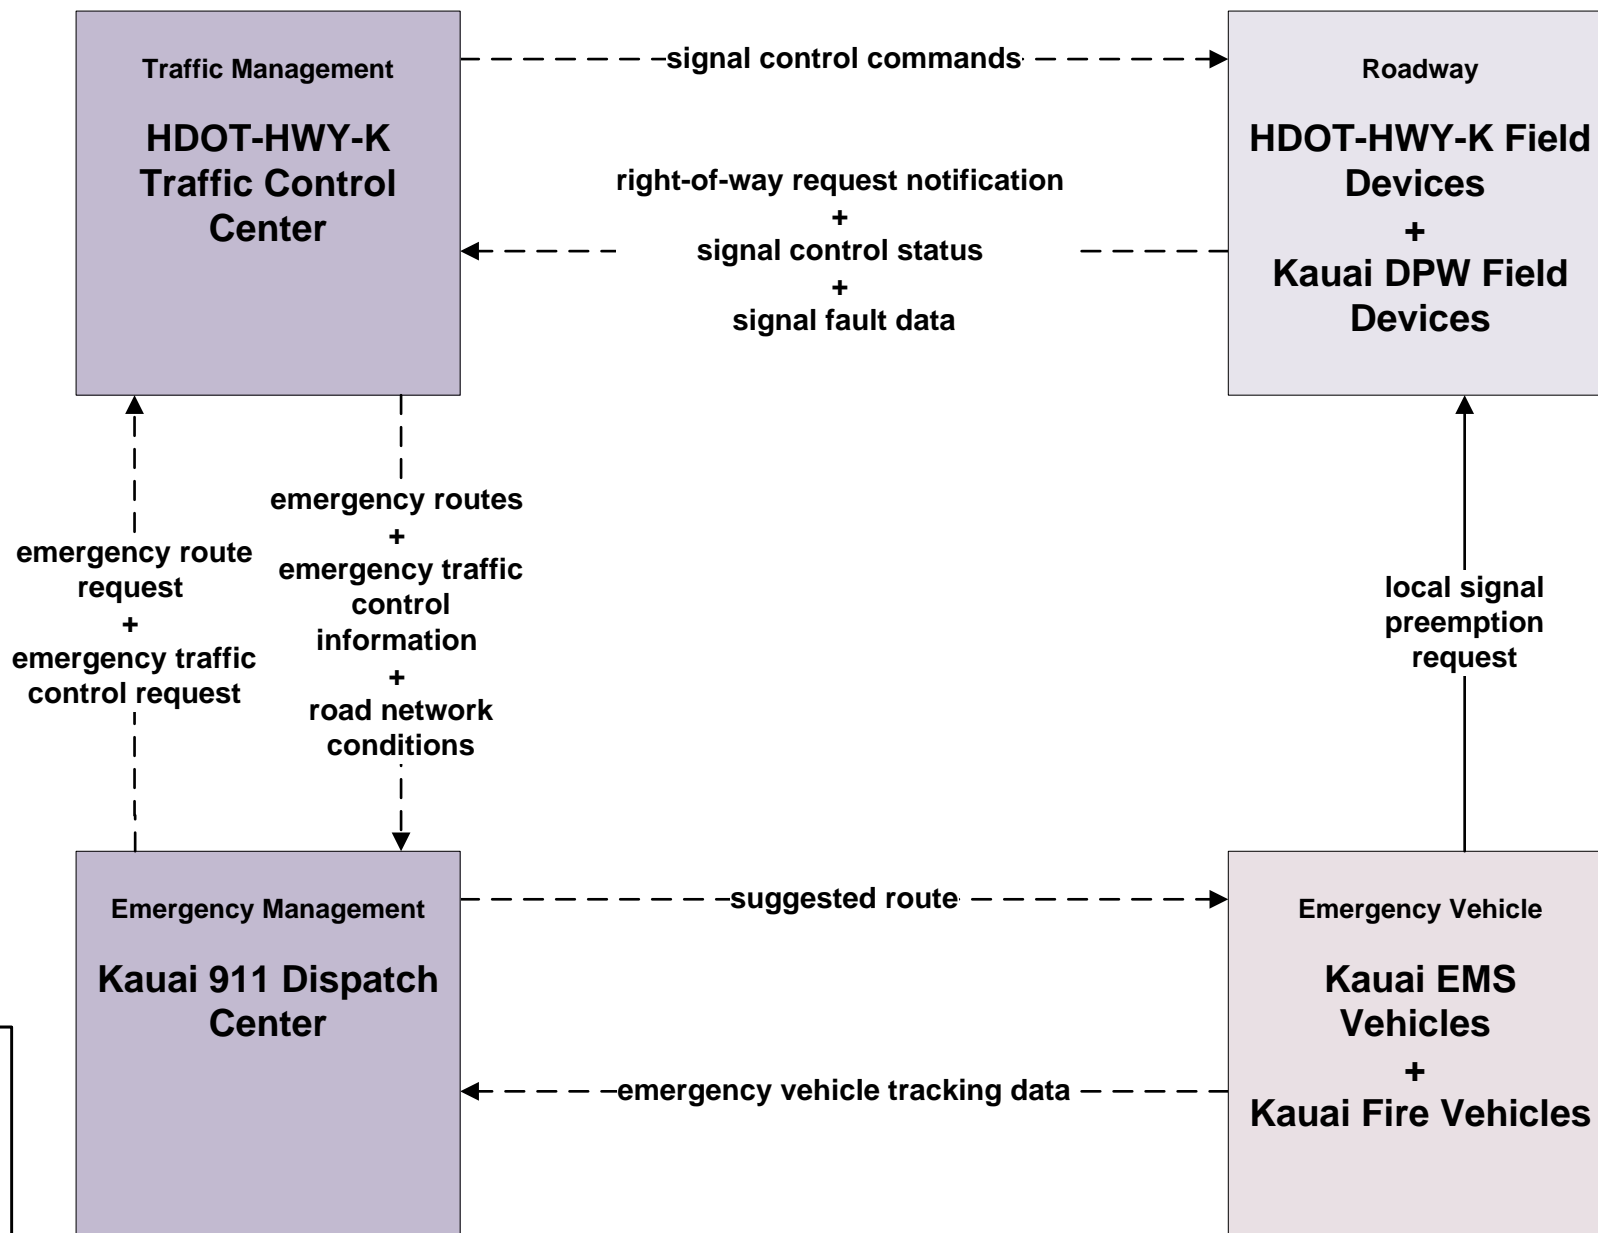 Traffic Management
HDOT-HWY-K
Traffic Control
Center
signal control commands
right-of-way request notification
+
signal control status
+
signal fault data
Roadway
HDOT-HWY-K Field
Devices
+
Kauai DPW Field
Devices
emergency route
request
+
emergency traffic
control request
emergency routes
+
emergency traffic
control
information
+
road network
conditions
local signal
preemption
request
Emergency Management
Kauai 911 Dispatch
Center
suggested route
emergency vehicle tracking data
Emergency Vehicle
Kauai EMS
Vehicles
+
Kauai Fire Vehicles